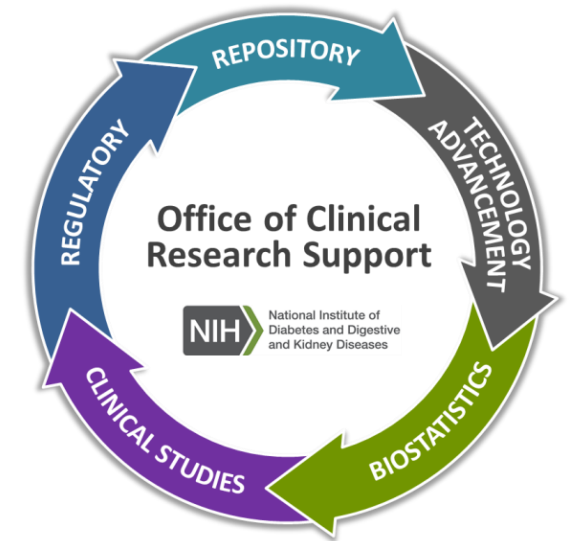 REPOSITORY
TECHNOLOGY
ADVANCEMENT
BIOSTATISTICS
CLINICAL STUDIES
REGULATORY
Office of Clinical
Research Support
NIH
National Institute of
Diabetes and Digestive
and Kidney Diseases